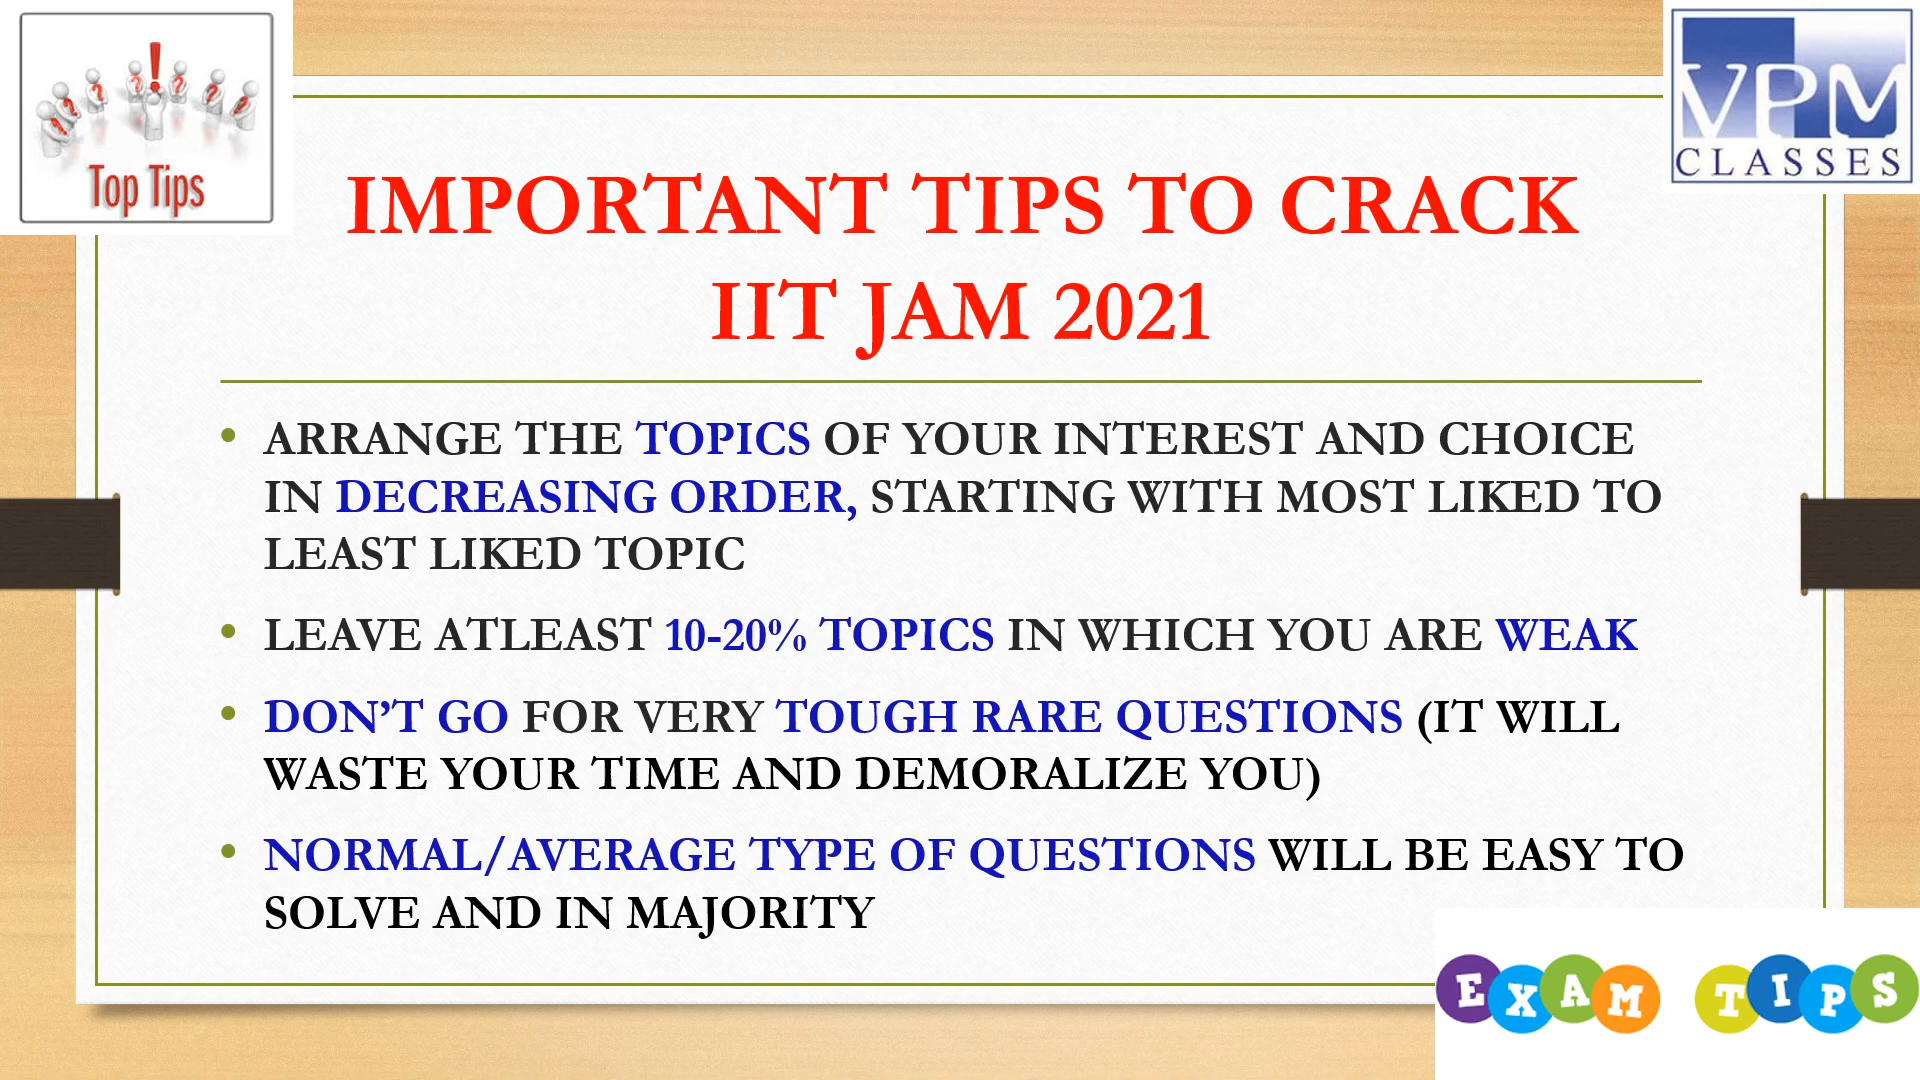 Top Tips
VPM
CLASSES
IMPORTANT TIPS TO CRACK
IIT JAM 2021
• ARRANGE THE TOPICS OF YOUR INTEREST AND CHOICE
IN DECREASING ORDER, STARTING WITH MOST LIKED TO
LEAST LIKED TOPIC
• LEAVE ATLEAST 10-20% TOPICS IN WHICH YOU ARE WEAK
• DON’T GO FOR VERY TOUGH RARE QUESTIONS (IT WILL
WASTE YOUR TIME AND DEMORALIZE YOU)
• NORMAL/AVERAGE TYPE OF QUESTIONS WILL BE EASY TO
SOLVE AND IN MAJORITY
EXAM TIPS